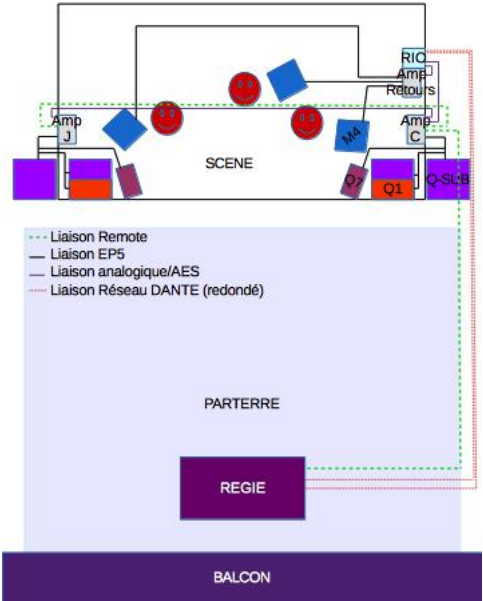 RIO
Amp
Retours
Amp
J
Amp
C
M4
SCENE
Q7
Q1
Q-SUB
Liaison Remote
Liaison EP5
Liaison analogique/AES
Liaison Réseau DANTE (redondé)
PARTERRE
REGIE
BALCON